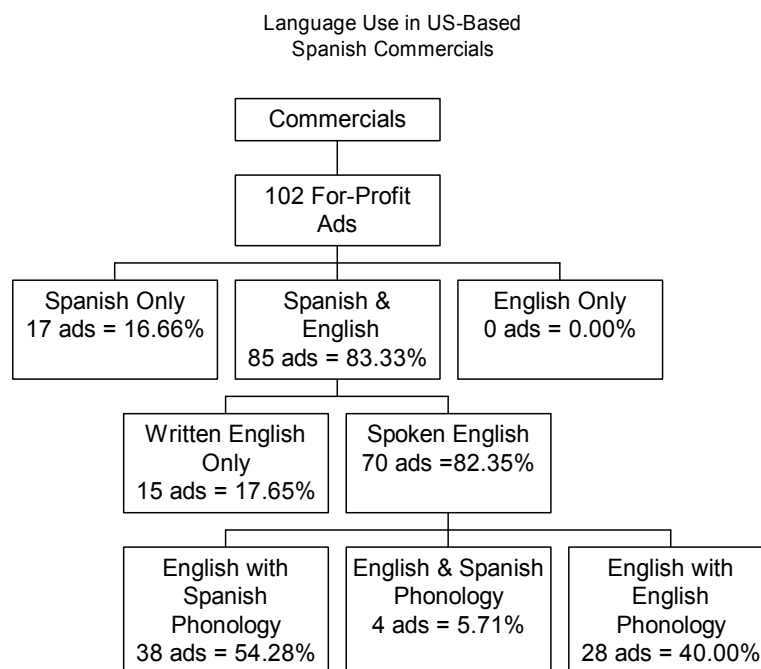 Language Use in US-Based
Spanish Commercials
Commercials
102 For-Profit
Ads
Spanish Only
17 ads = 16.66%
Spanish &
English
85 ads = 83.33%
English Only
0 ads = 0.00%
Written English
Only
15 ads = 17.65%
Spoken English
70 ads =82.35%
English with
Spanish
Phonology
38 ads = 54.28%
English & Spanish
Phonology
4 ads = 5.71%
English with
English
Phonology
28 ads = 40.00%